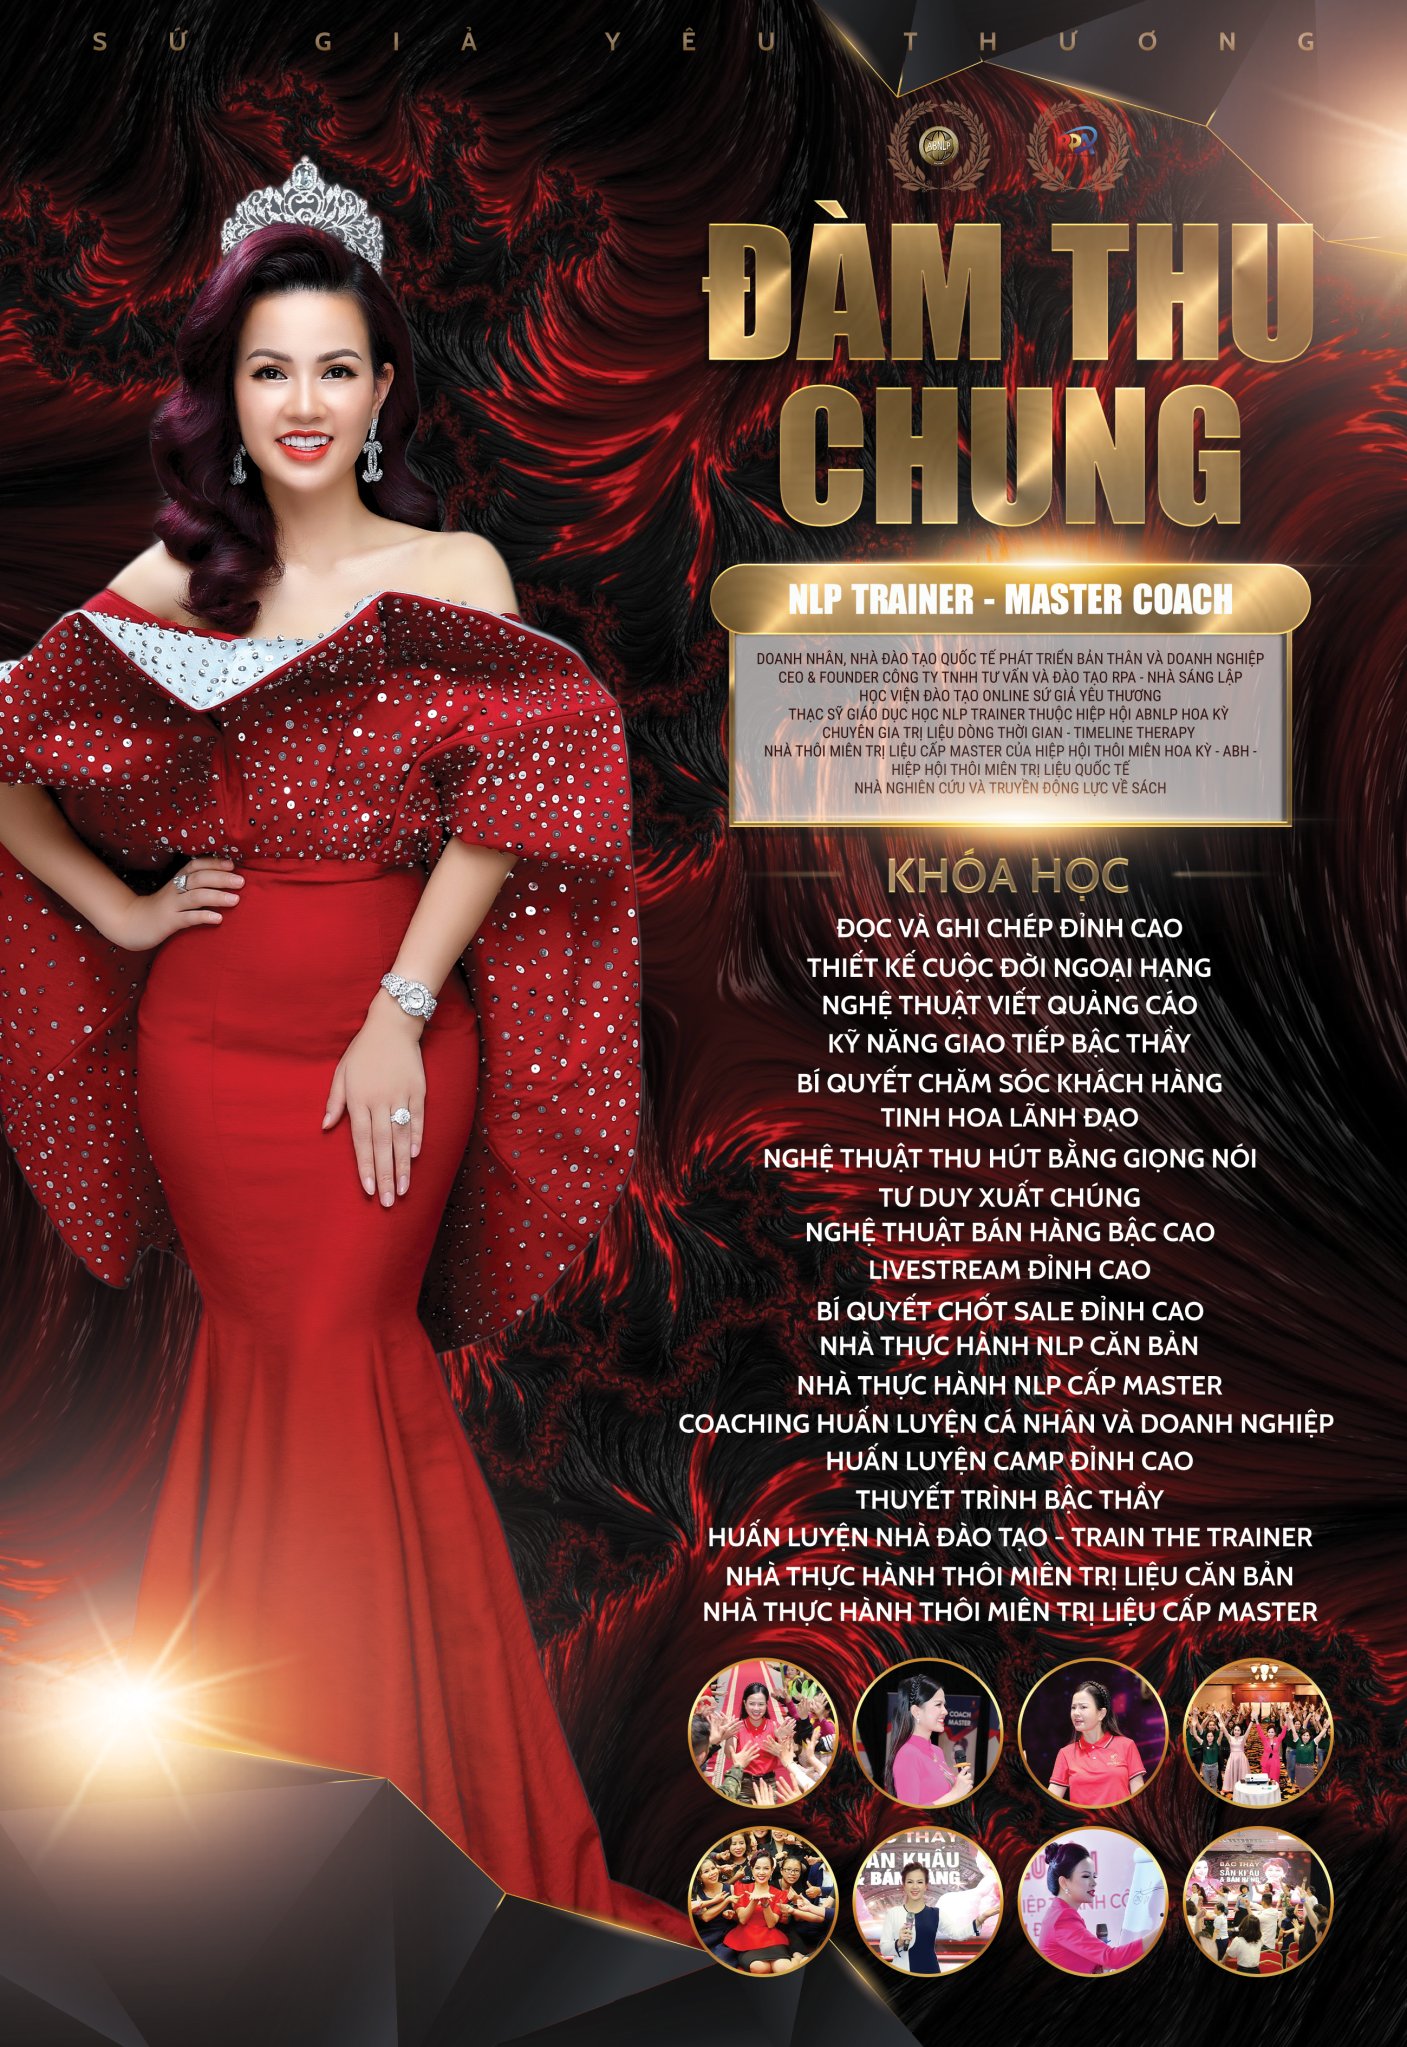 SỨ GIẢ YÊU THƯƠNG
ABNLP
ĐÀM THU
CHUNG
NLP TRAINER - MASTER COACH
DOANH NHÂN, NHÀ ĐÀO TẠO QUỐC TẾ PHÁT TRIỂN BẢN THÂN VÀ DOANH NGHIỆP
CEO & FOUNDER CÔNG TY TNHH TƯ VẤN VÀ ĐÀO TẠO RPA - NHÀ SÁNG LẬP
HỌC VIỆN ĐÀO TẠO ONLINE SỨ GIẢ YÊU THƯƠNG
THẠC SỸ GIÁO DỤC HỌC NLP TRAINER THUỘC HIỆP HỘI ABNLP HOA KỲ
CHUYÊN GIA TRỊ LIỆU DÒNG THỜI GIAN - TIMELINE THERAPY
NHÀ THÔI MIÊN TRỊ LIỆU CẤP MASTER CỦA HIỆP HỘI THÔI MIÊN HOA KỲ - ABH -
HIỆP HỘI THÔI MIÊN TRỊ LIỆU QUỐC TẾ
NHÀ NGHIÊN CỨU VÀ TRUYỀN ĐỘNG LỰC VỀ SÁCH
KHÓA HỌC
ĐỌC VÀ GHI CHÉP ĐỈNH CAO
THIẾT KẾ CUỘC ĐỜI NGOẠI HẠNG
NGHỆ THUẬT VIẾT QUẢNG CÁO
KỸ NĂNG GIAO TIẾP BẬC THẦY
BÍ QUYẾT CHĂM SÓC KHÁCH HÀNG
TINH HOA LÃNH ĐẠO
NGHỆ THUẬT THU HÚT BẰNG GIỌNG NÓI
TƯ DUY XUẤT CHÚNG
NGHỆ THUẬT BÁN HÀNG BẬC CAO
LIVESTREAM ĐỈNH CAO
BÍ QUYẾT CHỐT SALE ĐỈNH CAO
NHÀ THỰC HÀNH NLP CĂN BẢN
NHÀ THỰC HÀNH NLP CẤP MASTER
COACHING HUẤN LUYỆN CÁ NHÂN VÀ DOANH NGHIỆP
HUẤN LUYỆN CAMP ĐỈNH CAO
THUYẾT TRÌNH BẬC THẦY
HUẤN LUYỆN NHÀ ĐÀO TẠO - TRAIN THE TRAINER
NHÀ THỰC HÀNH THÔI MIÊN TRỊ LIỆU CĂN BẢN
NHÀ THỰC HÀNH THÔI MIÊN TRỊ LIỆU CẤP MASTER
COACH
MASTER
THẦY
SÂN KHẤU
& BÁN HÀNG
BẬC THẦY